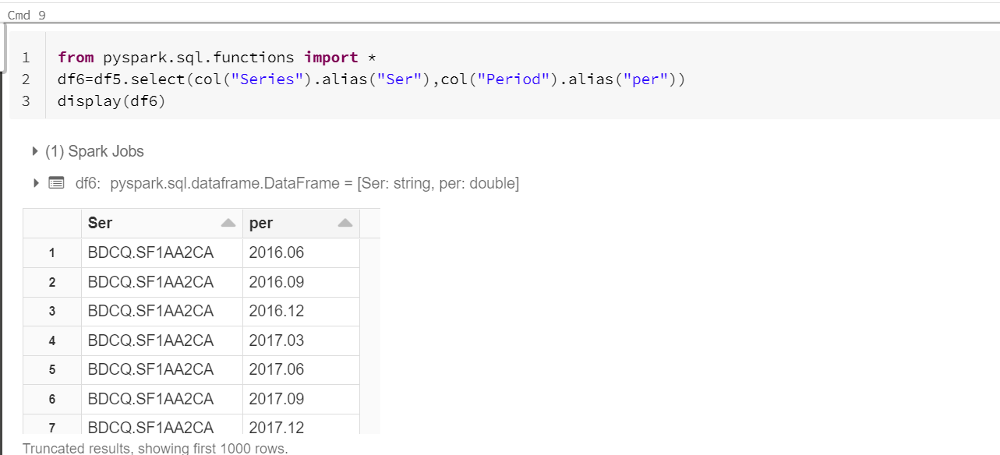 Cmd 9
1 from pyspark.sql.functions import *
2 df6=df5.select(col("Series").alias("Ser"),col("Period").alias("per"))
3 display(df6)
(1) Spark Jobs
df6: pyspark.sql.dataframe.DataFrame = [Ser: string, per: double]
Ser per
1 BDCQ.SF1AA2CA 2016.06
2 BDCQ.SF1AA2CA 2016.09
3 BDCQ.SF1AA2CA 2016.12
4 BDCQ.SF1AA2CA 2017.03
5 BDCQ.SF1AA2CA 2017.06
6 BDCQ.SF1AA2CA 2017.09
7 BDCQ.SF1AA2CA 2017.12
Truncated results, showing first 1000 rows.